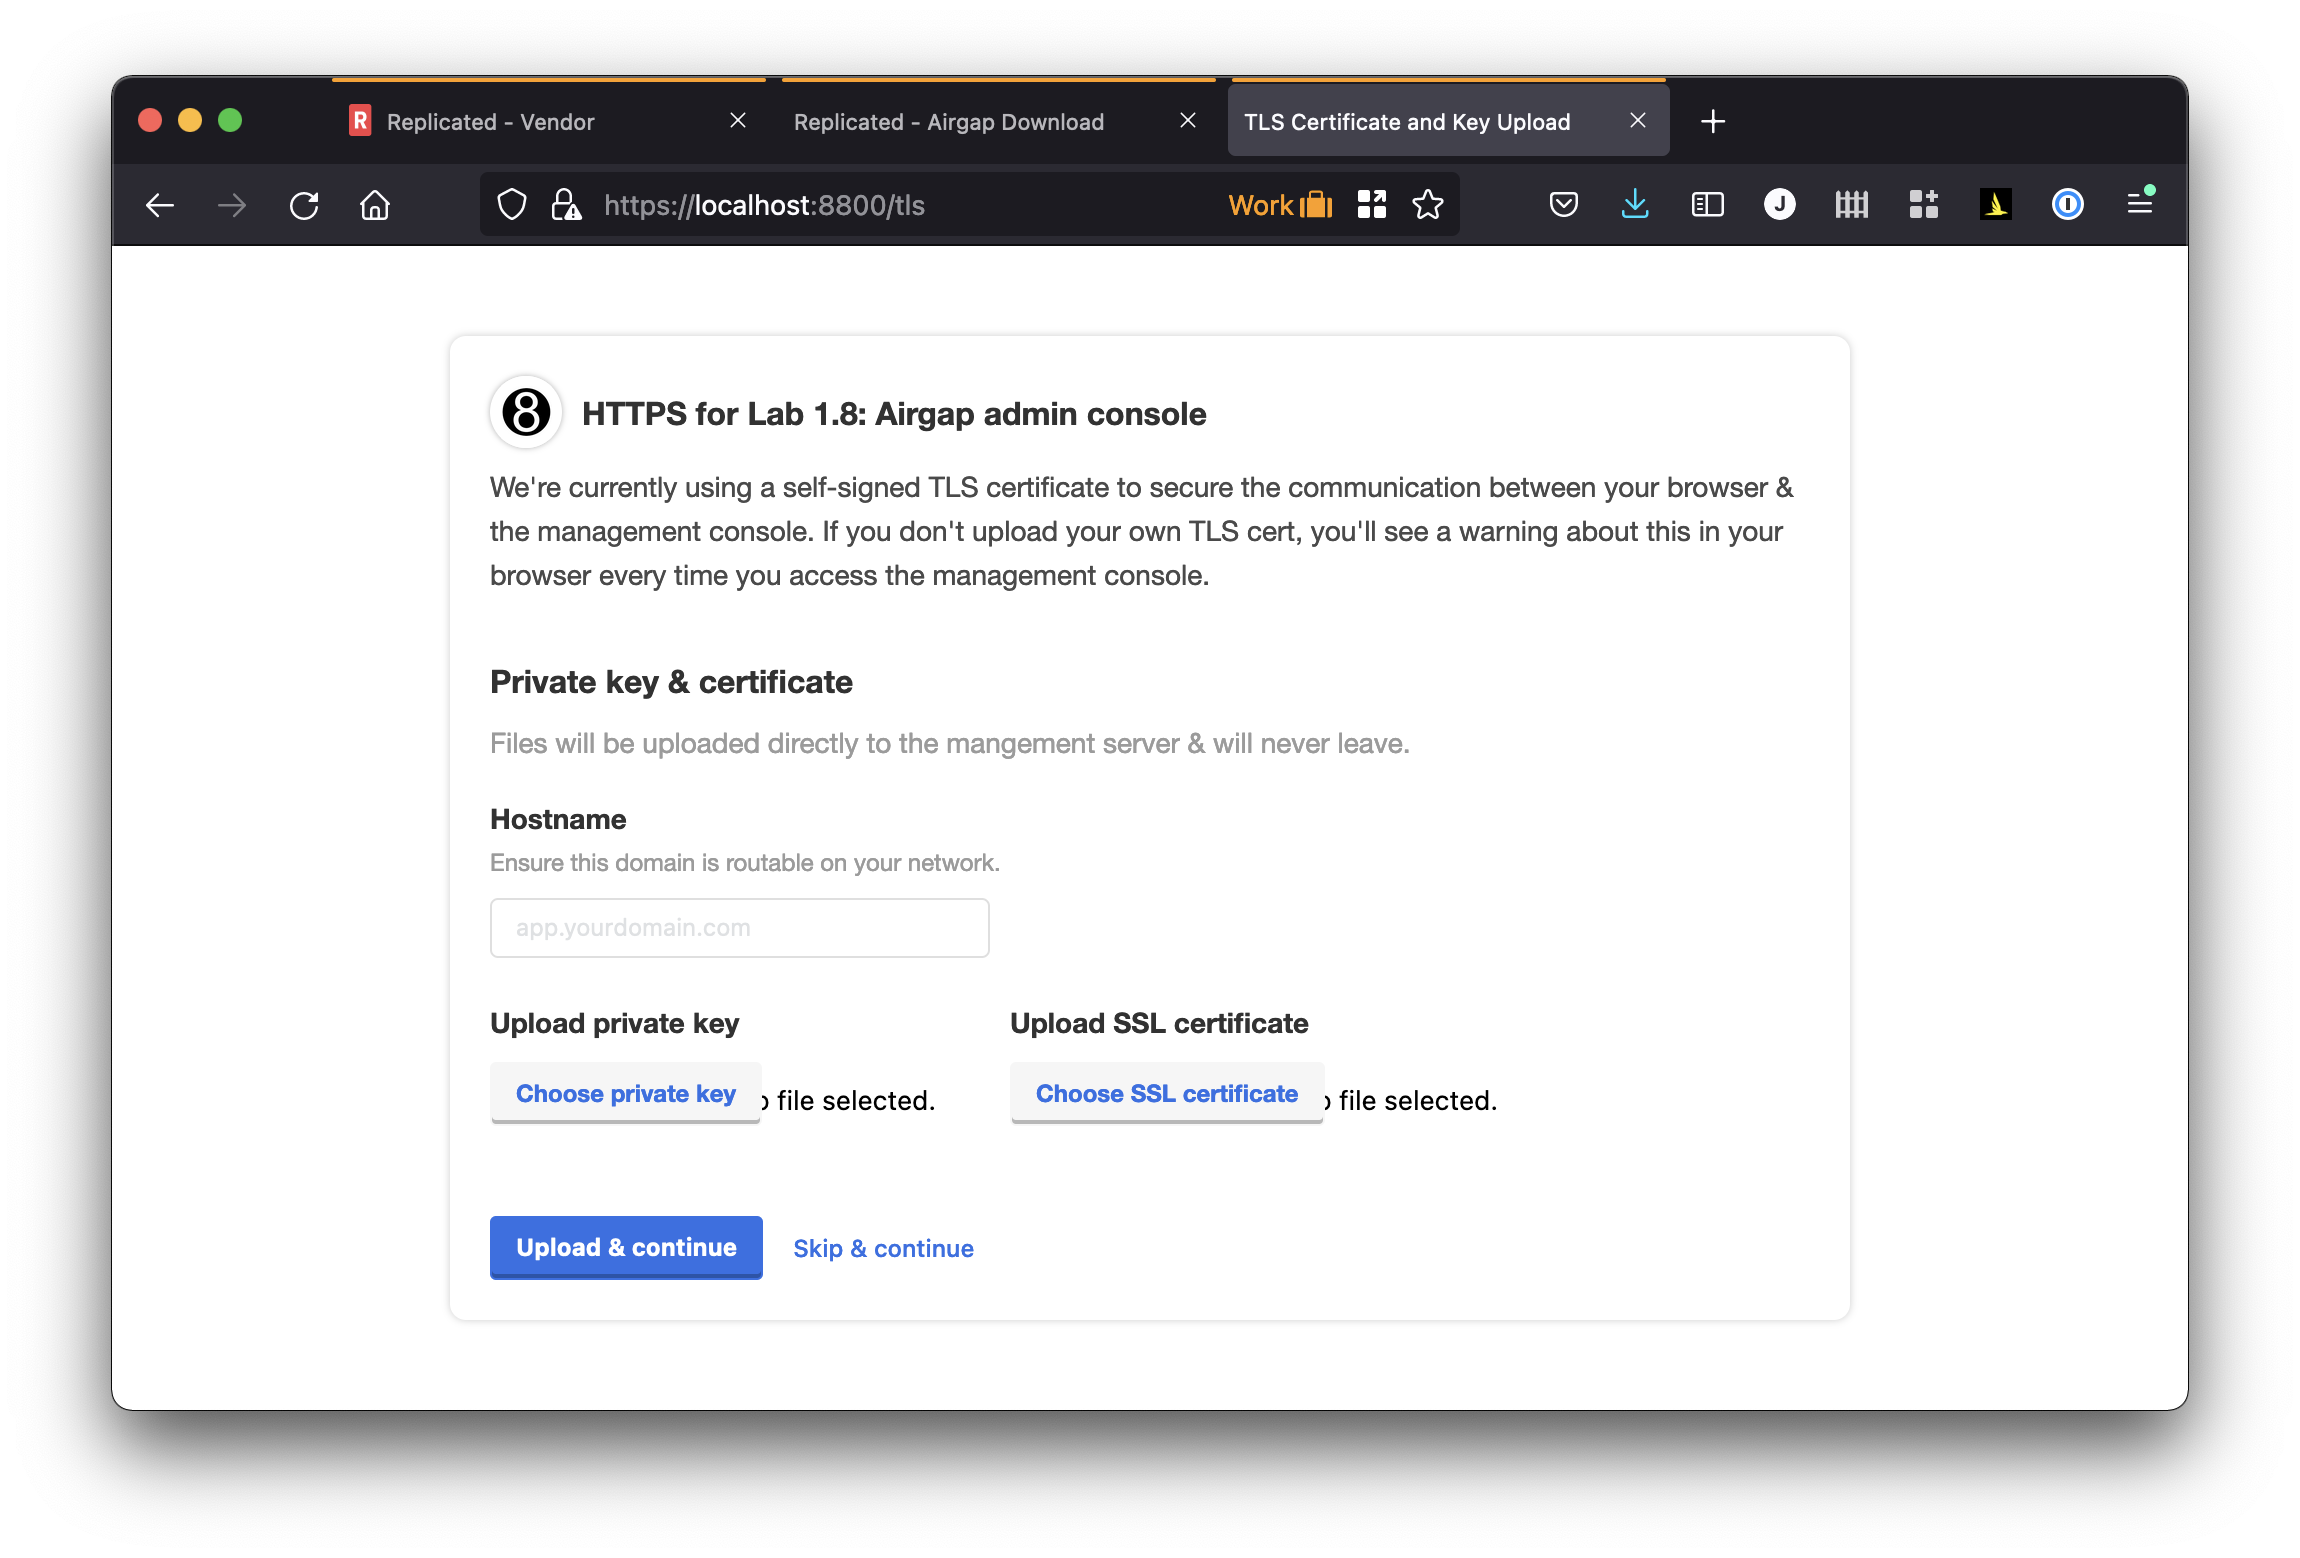 R Replicated - Vendor
Replicated - Airgap Download
TLS Certificate and Key Upload
https://localhost:8800/tls
Work
J
8
HTTPS for Lab 1.8: Airgap admin console
We're currently using a self-signed TLS certificate to secure the communication between your browser &
the management console. If you don't upload your own TLS cert, you'll see a warning about this in your
browser every time you access the management console.
Private key & certificate
Files will be uploaded directly to the mangement server & will never leave.
Hostname
Ensure this domain is routable on your network.
app.yourdomain.com
Upload private key
Upload SSL certificate
Choose private key
file selected.
Choose SSL certificate
file selected.
Upload & continue
Skip & continue